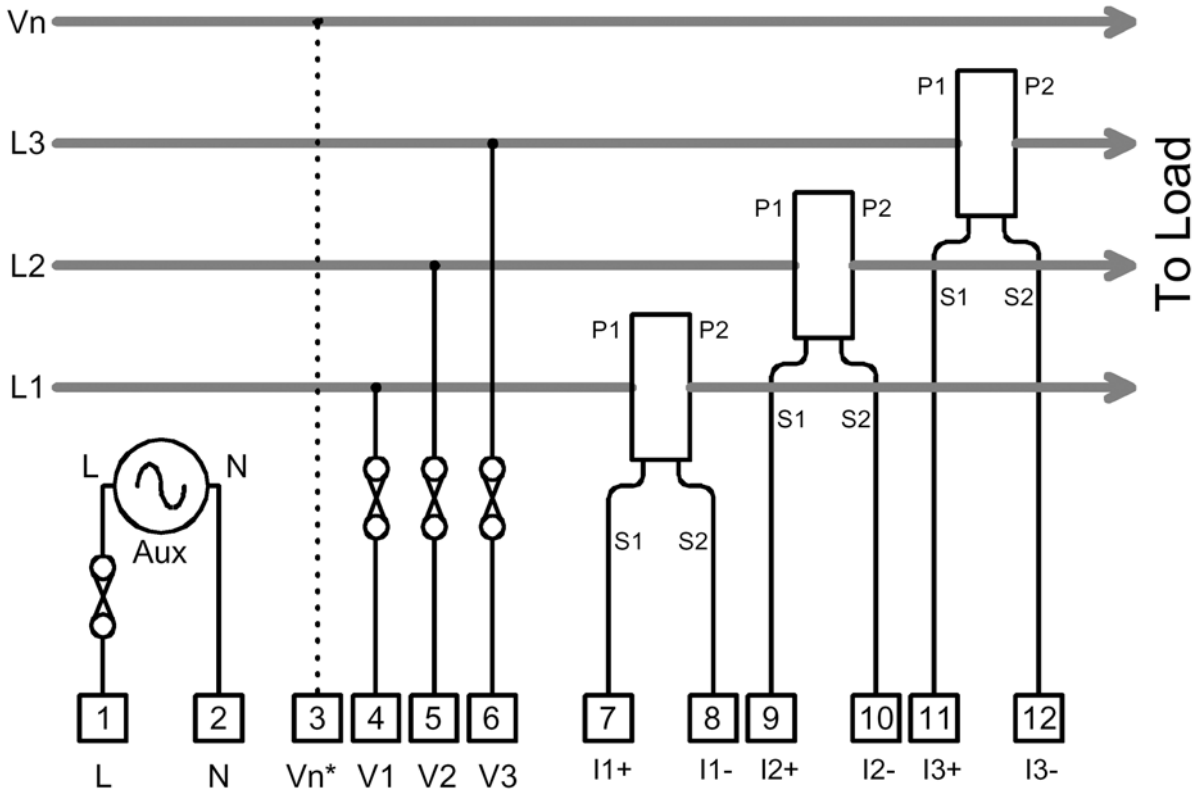 Vn
P1 P2
L3
P1 P2
L2
S1 S2
P1 P2
L1
S1 S2
L N
S1 S2
Aux
To Load
1 2 3 4 5 6 7 8 9 10 11 12
L N Vn* V1 V2 V3 I1+ I1- I2+ I2- I3+ I3-